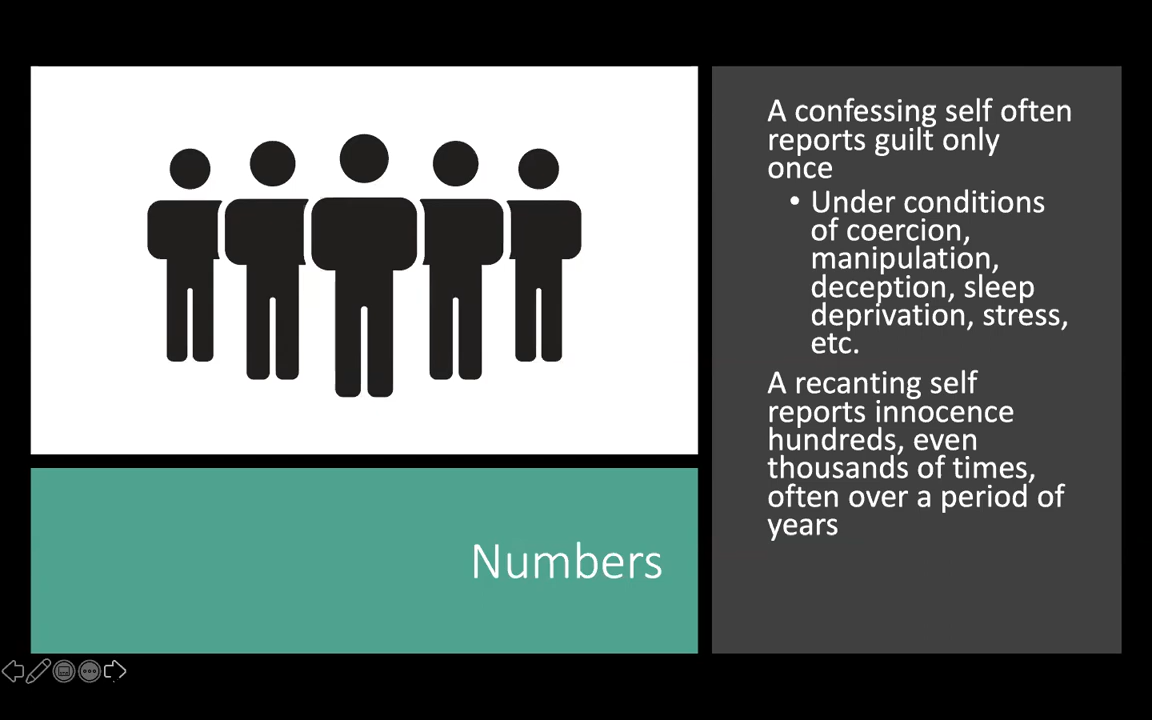 A confessing self often
reports guilt only
once
• Under conditions
of coercion,
manipulation,
deception, sleep
deprivation, stress,
etc.
A recanting self
reports innocence
hundreds, even
thousands of times,
often over a period of
years
Numbers